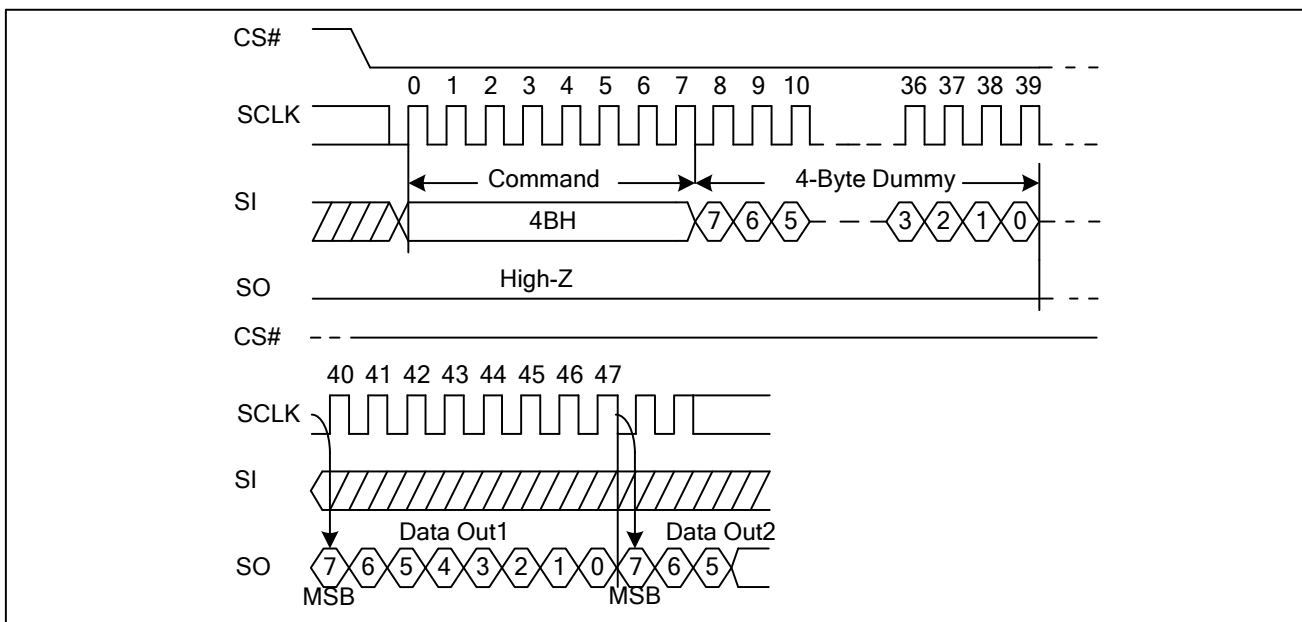 CS#
0 1 2 3 4 5 6 7 8 9 10 36 37 38 39
SCLK
Command 4-Byte Dummy
SI
4BH 7 6 5 3 2 1 0
High-Z
SO
CS#
40 41 42 43 44 45 46 47
SCLK
SI
Data Out1 Data Out2
SO 7 6 5 4 3 2 1 0 7 6 5
MSB MSB